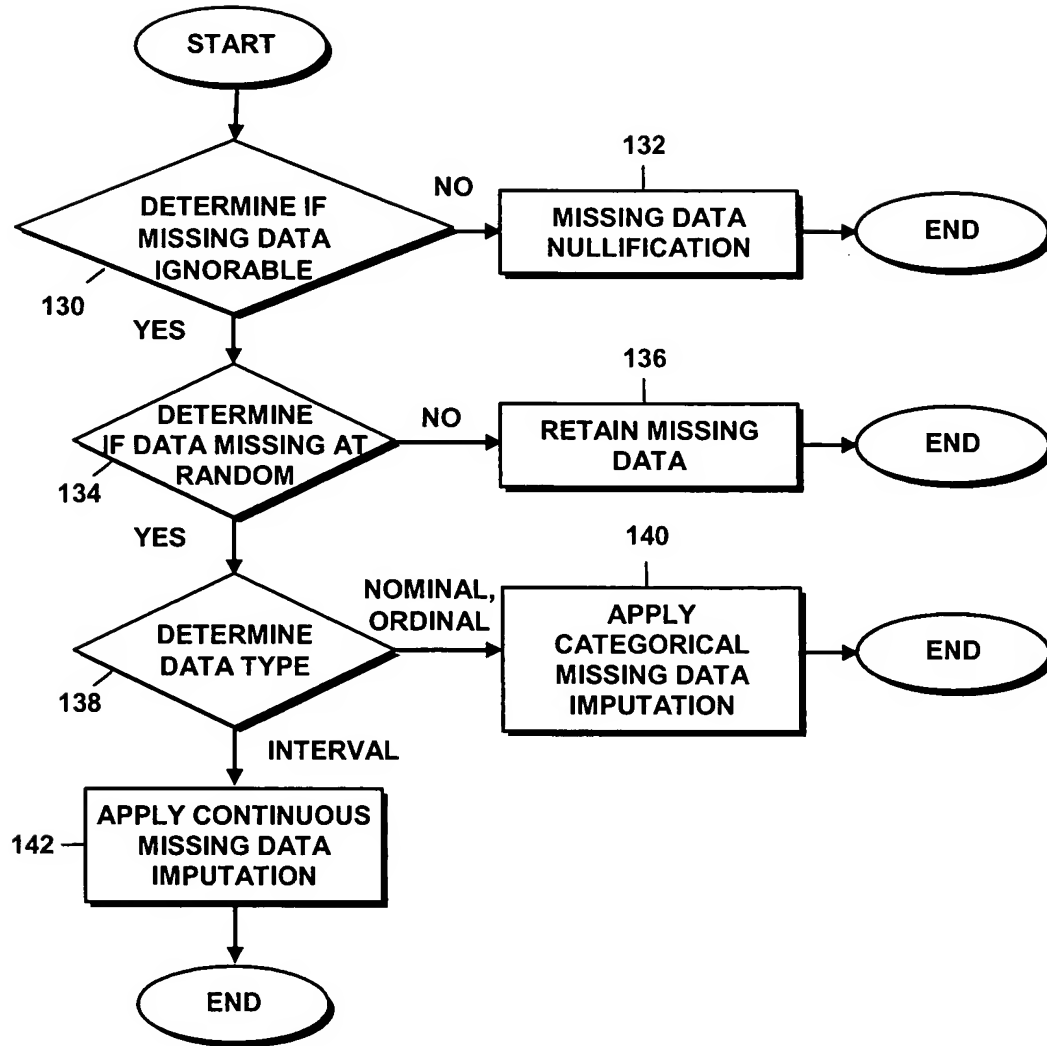 START
132
NO
DETERMINE IF
MISSING DATA
IGNORABLE
MISSING DATA
NULLIFICATION
END
130
YES
136
DETERMINE
IF DATA MISSING AT
RANDOM
NO
RETAIN MISSING
DATA
END
134
YES
140
NOMINAL,
ORDINAL
DETERMINE
DATA TYPE
APPLY
CATEGORICAL
MISSING DATA
IMPUTATION
END
138
INTERVAL
142
APPLY CONTINUOUS
MISSING DATA
IMPUTATION
END